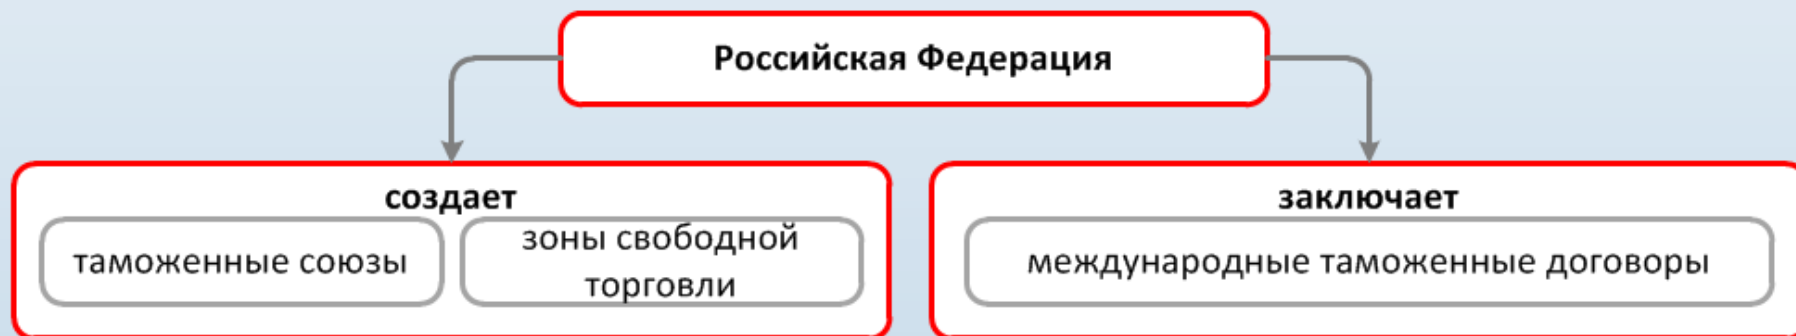 Российская Федерация
создает
таможенные союзы
зоны свободной
торговли
заключает
международные таможенные договоры